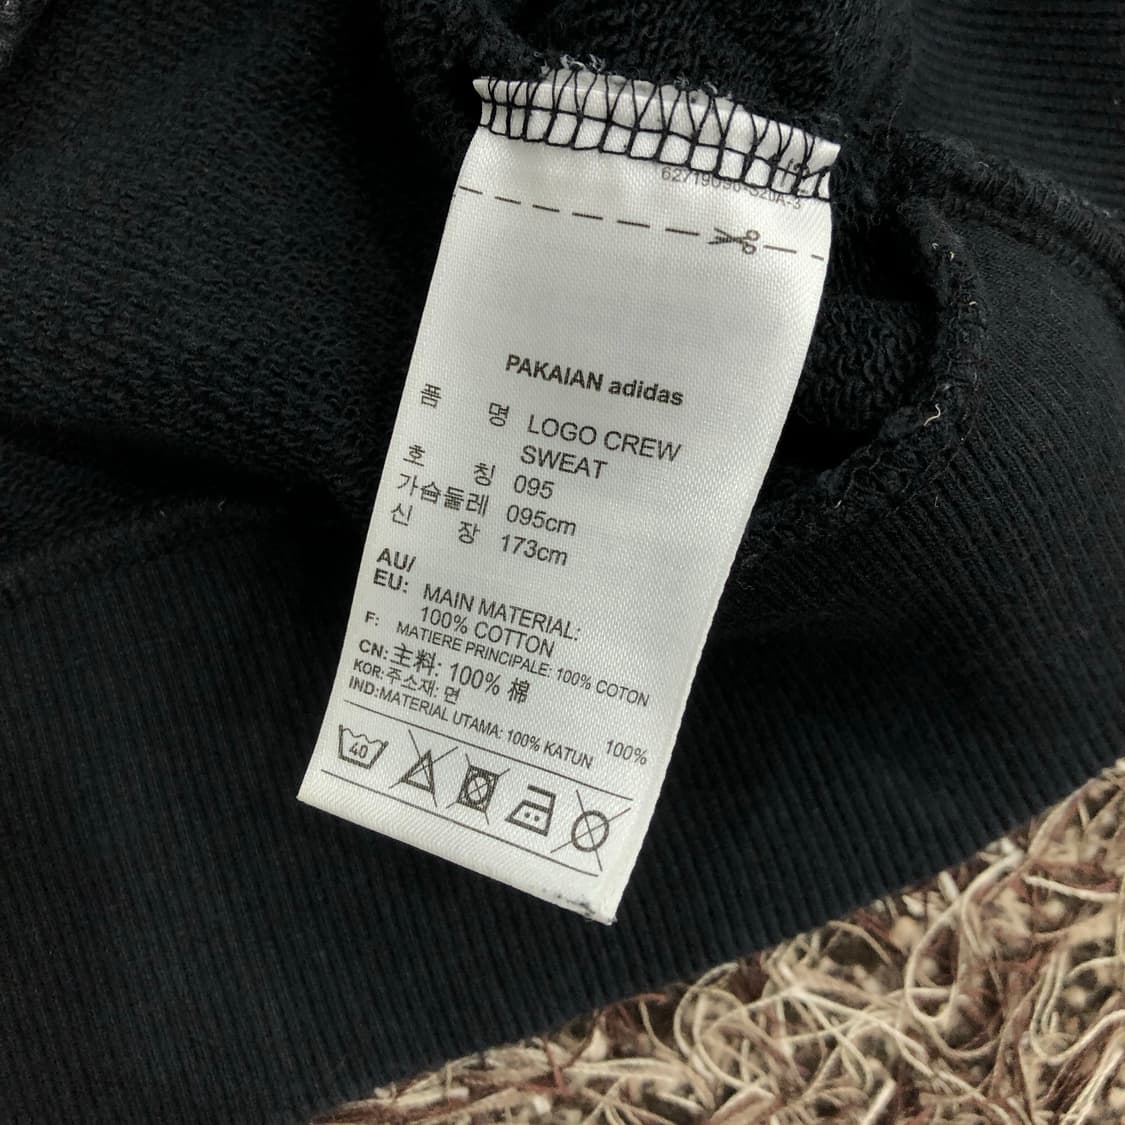 PAKAIAN adidas
품 명 LOGO CREW
SWEAT
호 칭 095
가슴둘레 095cm
신 장 173cm
AU/
EU: MAIN MATERIAL:
100% COTTON
F: MATIERE PRINCIPALE: 100% COTON
CN:主料: 100% 棉
KOR:주소재: 면 100%
IND:MATERIAL UTAMA: 100% KATUN
40